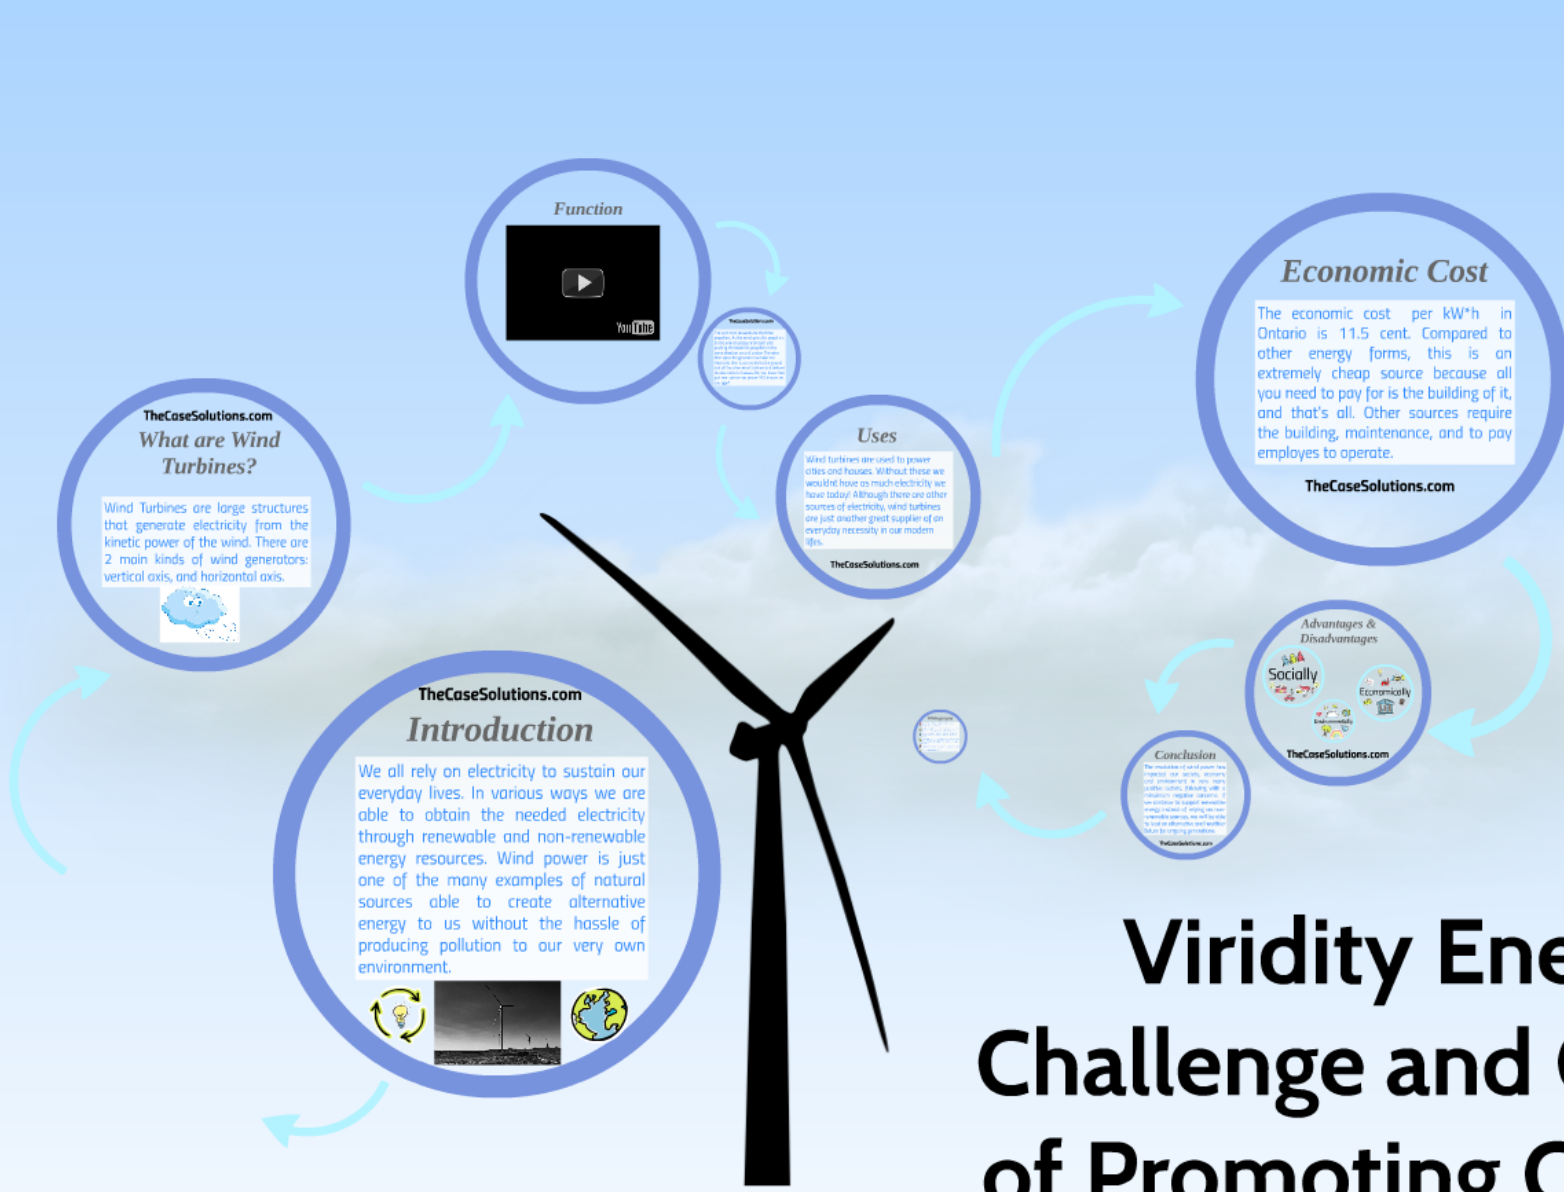 TheCaseSolutions.com
Introduction
We all rely on electricity to sustain our
everyday lives. In various ways we are
able to obtain the needed electricity
through renewable and non-renewable
energy resources. Wind power is just
one of the many examples of natural
sources able to create alternative
energy to us without the hassle of
producing pollution to our very own
environment.
TheCaseSolutions.com
What are Wind
Turbines?
Wind Turbines are large structures
that generate electricity from the
kinetic power of the wind. There are
2 main kinds of wind generators:
vertical axis, and horizontal axis.
Function
YouTube
TheCaseSolutions.com
Uses
Wind turbines are used to power
cities and houses. Without these we
wouldnt have as much electricity we
have today! Although there are other
sources of electricity, wind turbines
are just another great supplier of an
everyday necessity in our modern
lifes.
TheCaseSolutions.com
Economic Cost
The economic cost per kW*h in
Ontario is 11.5 cent. Compared to
other energy forms, this is an
extremely cheap source because all
you need to pay for is the building of it,
and that's all. Other sources require
the building, maintenance, and to pay
employes to operate.
TheCaseSolutions.com
Advantages &
Disadvantages
Socially
Economically
Environmentally
TheCaseSolutions.com
Conclusion
TheCaseSolutions.com
Viridity Ene
Challenge and
of Promoting